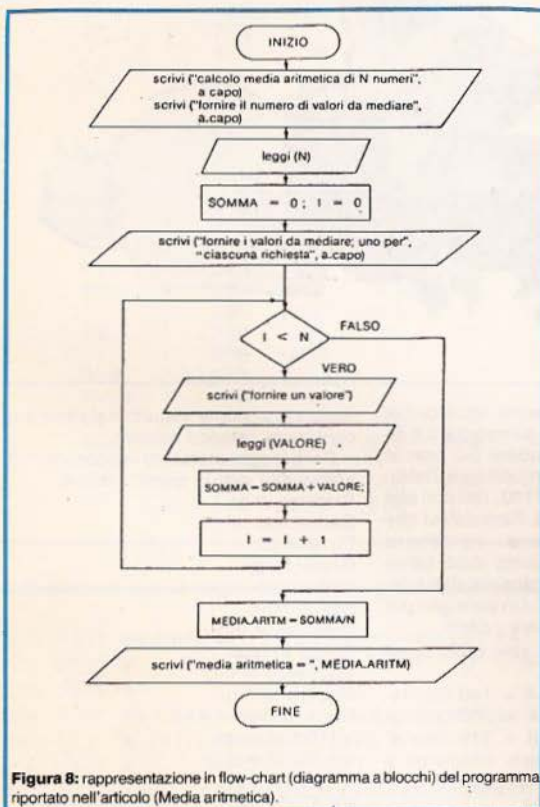 INIZIO
scrivi ("calcolo media aritmetica di N numeri",
a capo)
scrivi ("fornire il numero di valori da mediare",
a.capo)
leggi (N)
SOMMA = 0; I = 0
scrivi ("fornire i valori da mediare; uno per",
"ciascuna richiesta", a.capo)
I < N
FALSO
VERO
scrivi ("fornire un valore")
leggi (VALORE)
SOMMA = SOMMA + VALORE;
I = I + 1
MEDIA.ARITM = SOMMA/N
scrivi ("media aritmetica = ", MEDIA.ARITM)
FINE
Figura 8: rappresentazione in flow-chart (diagramma a blocchi) del programma
riportato nell'articolo (Media aritmetica).